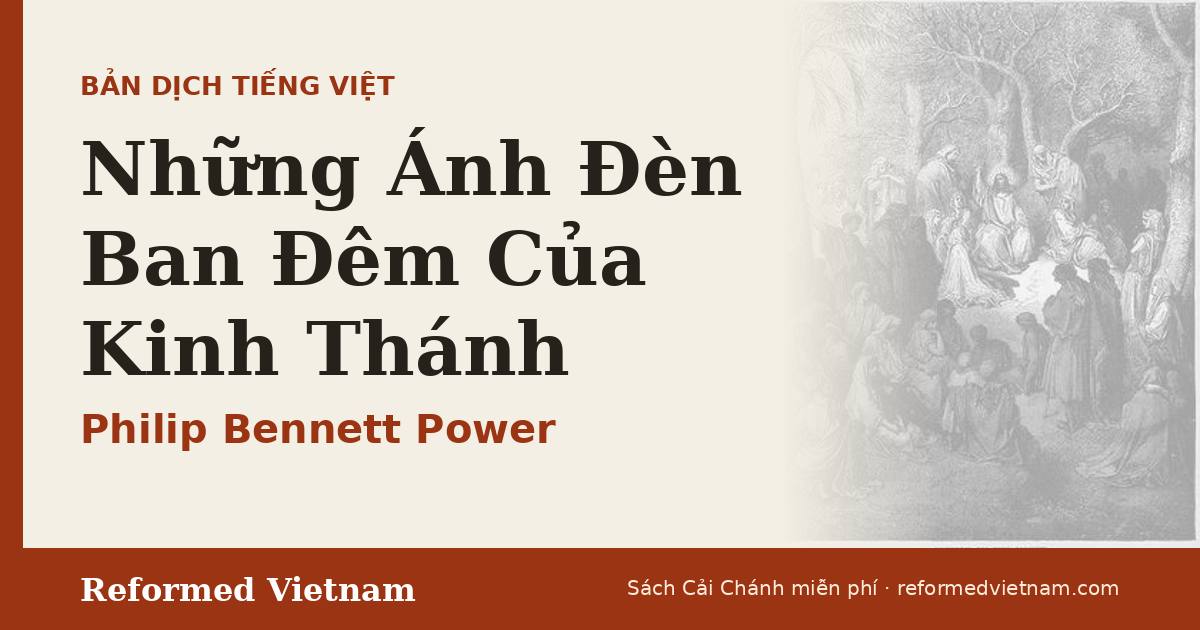 BẢN DỊCH TIẾNG VIỆT
Những Ánh Đèn
Ban Đêm Của
Kinh Thánh
Philip Bennett Power
Reformed Vietnam
Sách Cải Chánh miễn phí · reformedvietnam.com